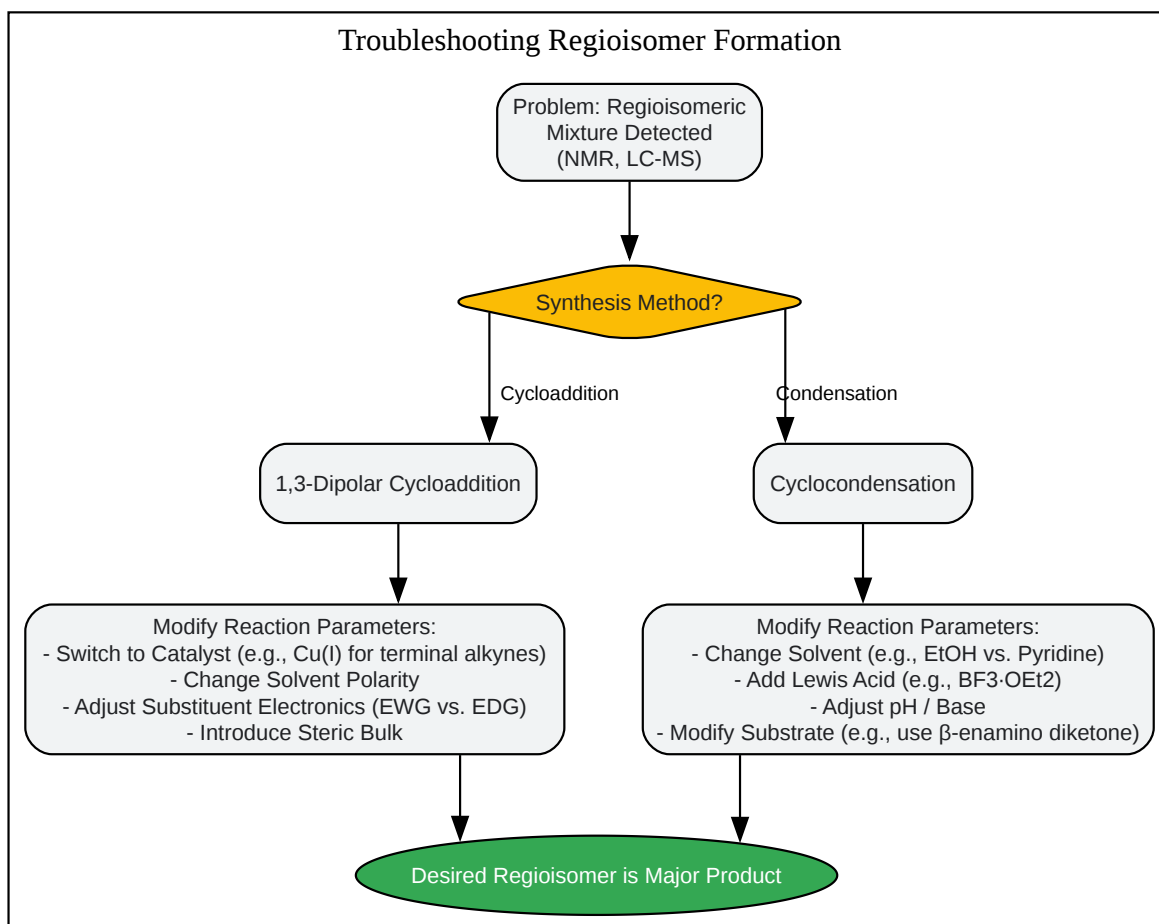 Troubleshooting Regioisomer Formation
Problem: Regioisomeric
Mixture Detected
(NMR, LC-MS)
Synthesis Method?
Cycloaddition
Condensation
1,3-Dipolar Cycloaddition
Cyclocondensation
Modify Reaction Parameters:
- Switch to Catalyst (e.g., Cu(I) for terminal alkynes)
- Change Solvent Polarity
- Adjust Substituent Electronics (EWG vs. EDG)
- Introduce Steric Bulk
Modify Reaction Parameters:
- Change Solvent (e.g., EtOH vs. Pyridine)
- Add Lewis Acid (e.g., BF3·OEt2)
- Adjust pH / Base
- Modify Substrate (e.g., use β-enamino diketone)
Desired Regioisomer is Major Product